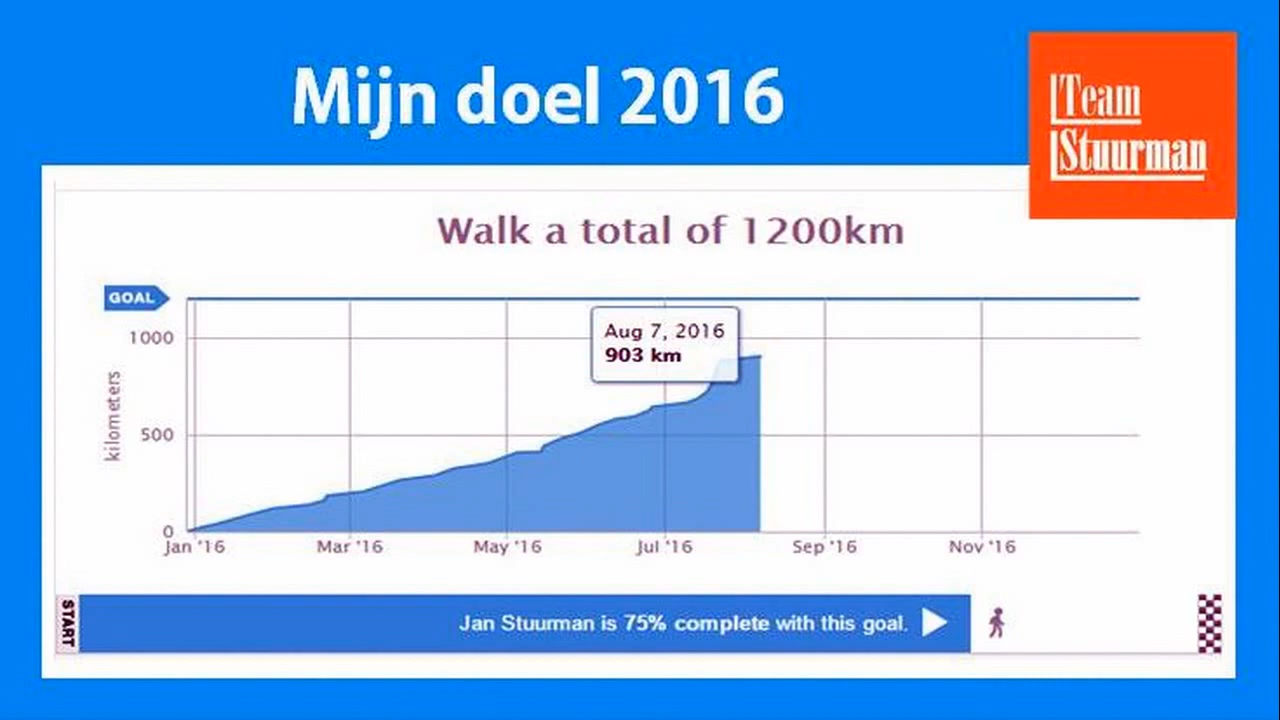 Mijn doel 2016
Team
Stuurman
Walk a total of 1200km
GOAL
Aug 7, 2016
903 km
1000
500
0
kilometers
Jan '16 Mar '16 May '16 Jul '16 Sep '16 Nov '16
START
Jan Stuurman is 75% complete with this goal.